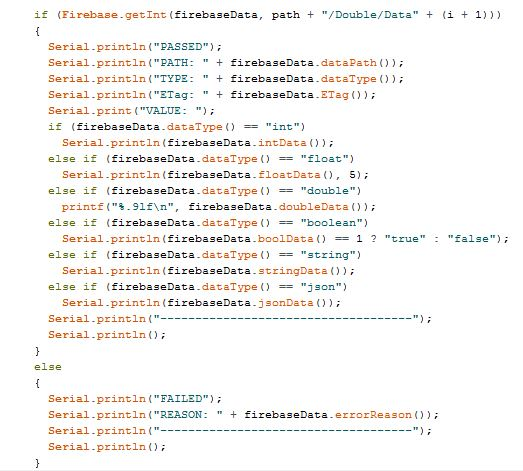 if (Firebase.getInt(firebaseData, path + "/Double/Data" + (i + 1)))
{
Serial.println("PASSED");
Serial.println("PATH: " + firebaseData.dataPath());
Serial.println("TYPE: " + firebaseData.dataType());
Serial.println("ETag: " + firebaseData.ETag());
Serial.print("VALUE: ");
if (firebaseData.dataType() == "int")
Serial.println(firebaseData.intData());
else if (firebaseData.dataType() == "float")
Serial.println(firebaseData.floatData(), 5);
else if (firebaseData.dataType() == "double")
printf("%.9lf\n", firebaseData.doubleData());
else if (firebaseData.dataType() == "boolean")
Serial.println(firebaseData.boolData() == 1 ? "true" : "false");
else if (firebaseData.dataType() == "string")
Serial.println(firebaseData.stringData());
else if (firebaseData.dataType() == "json")
Serial.println(firebaseData.jsonData());
Serial.println("------------------------------------");
Serial.println();
}
else
{
Serial.println("FAILED");
Serial.println("REASON: " + firebaseData.errorReason());
Serial.println("------------------------------------");
Serial.println();
}